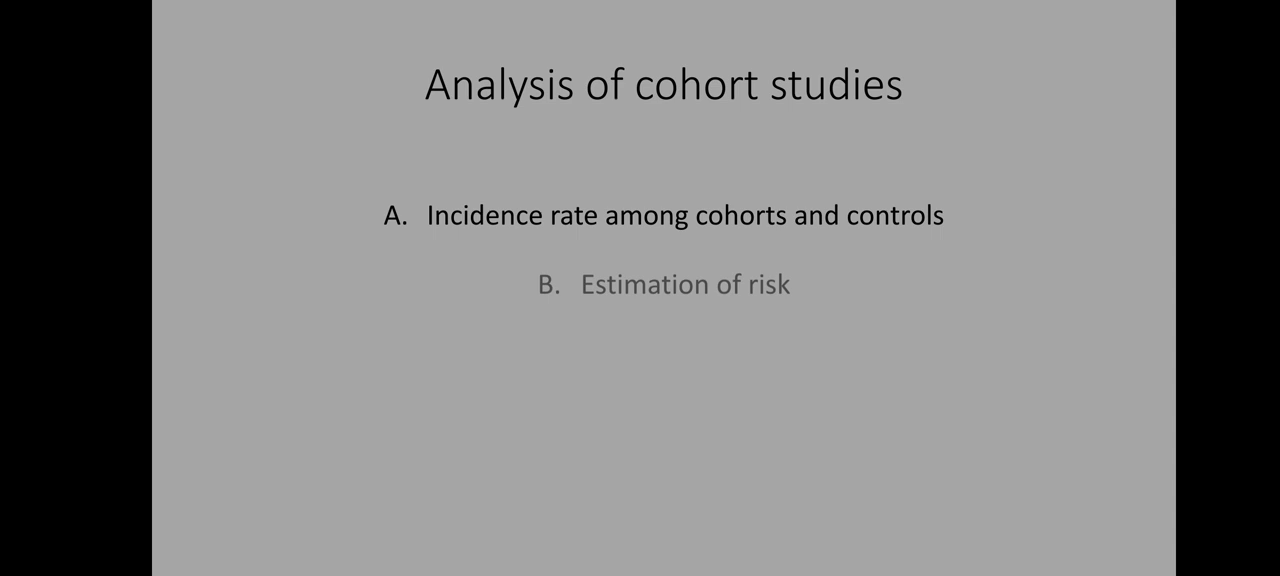 Analysis of cohort studies
A. Incidence rate among cohorts and controls
B. Estimation of risk